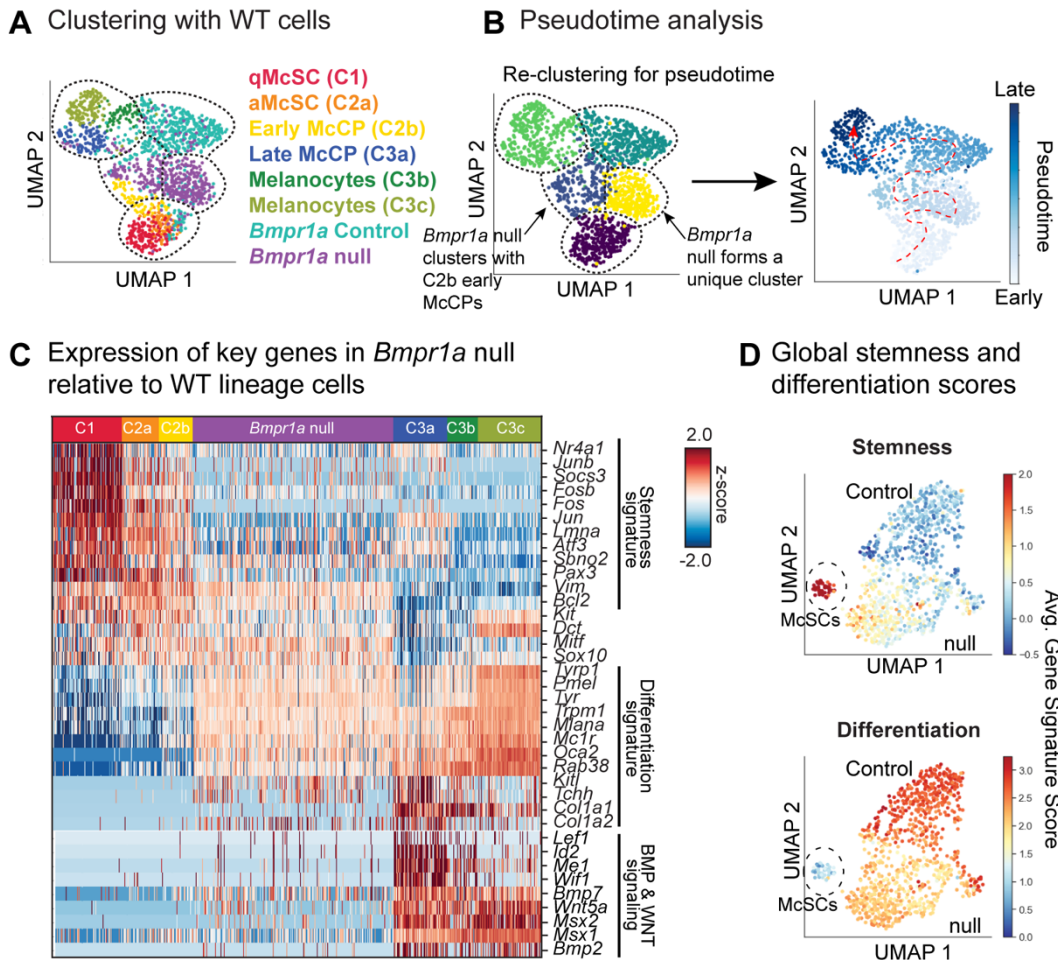 A Clustering with WT cells
UMAP 2
UMAP 1
qMcSC (C1)
aMcSC (C2a)
Early McCP (C2b)
Late McCP (C3a)
Melanocytes (C3b)
Melanocytes (C3c)
Bmpr1a Control
Bmpr1a null
B Pseudotime analysis
Re-clustering for pseudotime
UMAP 2
Bmpr1a null
clusters with
C2b early
McCPs
UMAP 1
Bmpr1a
null forms a
unique cluster
UMAP 2
UMAP 1
Late
Pseudotime
Early
C Expression of key genes in Bmpr1a null
relative to WT lineage cells
C1 C2a C2b Bmpr1a null C3a C3b C3c
Nr4a1
Junb
Socs3
Fosb
Fos
Jun
Lmna
Atf3
Sbno2
Pax3
Vim
Bcl2
Kit
Dct
Mitf
Sox10
Tyrp1
Pmel
Tyr
Trpm1
Mlana
Mc1r
Oca2
Rab38
Kitl
Tchh
Col1a1
Col1a2
Lef1
Id2
Me1
Wif1
Bmp7
Wnt5a
Msx2
Msx1
Bmp2
Stemness
signature
Differentiation
signature
BMP & WNT
signaling
2.0
z-score
-2.0
D Global stemness and
differentiation scores
Stemness
Control
McSCs
null
UMAP 2
UMAP 1
2.0
1.5
1.0
0.5
0.0
−0.5
Differentiation
Control
McSCs
null
UMAP 2
UMAP 1
3.0
2.5
2.0
1.5
1.0
0.5
0.0
Avg. Gene Signature Score